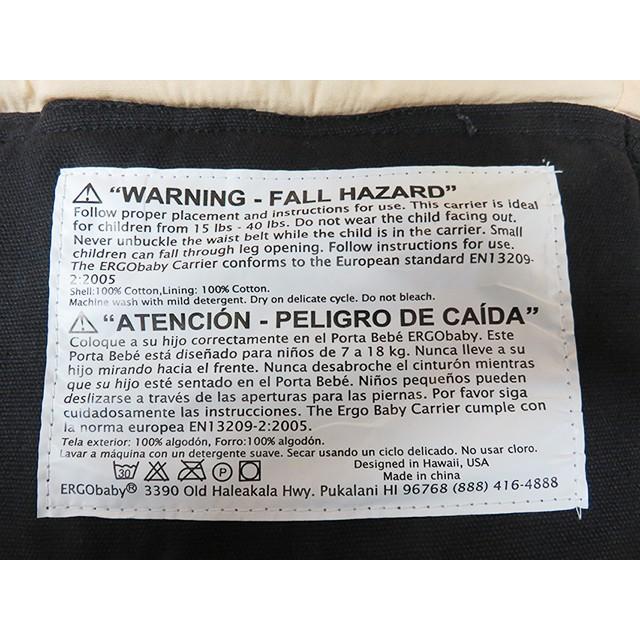 "WARNING - FALL HAZARD"
Follow proper placement and instructions for use. This carrier is ideal
for children from 15 lbs - 40 lbs. Do not wear the child facing out.
Never unbuckle the waist belt while the child is in the carrier. Small
children can fall through leg opening. Follow instructions for use.
The ERGObaby Carrier conforms to the European standard EN13209-
2:2005
Shell:100% Cotton,Lining: 100% Cotton.
Machine wash with mild detergent. Dry on delicate cycle. Do not bleach.
"ATENCIÓN - PELIGRO DE CAÍDA"
Coloque a su hijo correctamente en el Porta Bebé ERGObaby. Este
Porta Bebé está diseñado para niños de 7 a 18 kg. Nunca lleve a su
hijo mirando hacia el frente. Nunca desabroche el cinturón mientras
que su hijo esté sentado en el Porta Bebé. Niños pequeños pueden
deslizarse a través de las aperturas para las piernas. Por favor siga
cuidadosamente las instrucciones. The Ergo Baby Carrier cumple con
la norma europea EN13209-2:2005.
Tela exterior: 100% algodón, Forro:100% algodón.
Lavar a máquina con un detergente suave. Secar usando un ciclo delicado. No usar cloro.
30 P
Designed in Hawaii, USA
Made in china
ERGObaby® 3390 Old Haleakala Hwy. Pukalani HI 96768 (888) 416-4888